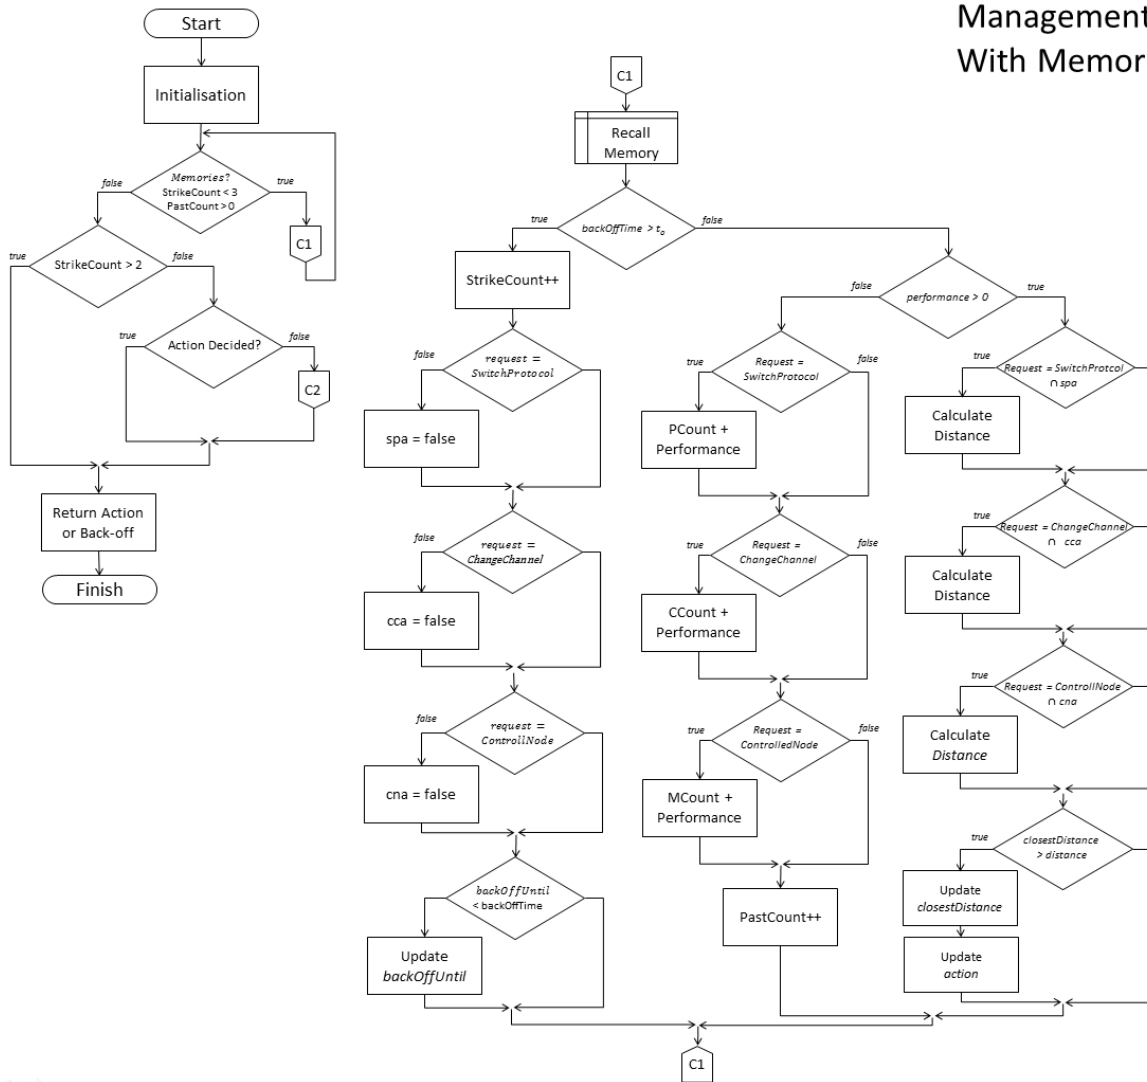 Management
With Memor
Start
Initialisation
Memories?
StrikeCount < 3
PastCount > 0
false
true
C1
StrikeCount > 2
true
false
Action Decided?
true
false
C2
Return Action
or Back-off
Finish
C1
Recall
Memory
backOffTime > t₀
true
false
StrikeCount++
request =
SwitchProtocol
false
spa = false
request =
ChangeChannel
false
cca = false
request =
ControllNode
false
cna = false
backOffUntil
< backOffTime
Update
backOffUntil
performance > 0
false
true
Request =
SwitchProtocol
true
false
PCount +
Performance
Request =
ChangeChannel
true
false
CCount +
Performance
Request =
ControlledNode
true
false
MCount +
Performance
PastCount++
Request = SwitchProtcol
∩ spa
true
Calculate
Distance
Request = ChangeChannel
∩ cca
true
Calculate
Distance
Request = ControllNode
∩ cna
true
Calculate
Distance
closestDistance
> distance
true
Update
closestDistance
Update
action
C1